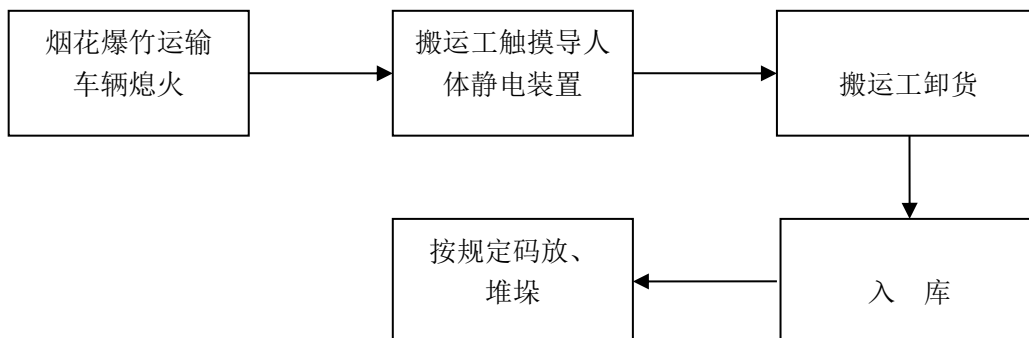 烟花爆竹运输
车辆熄火
搬运工触摸导人
体静电装置
搬运工卸货
入 库
按规定码放、
堆垛